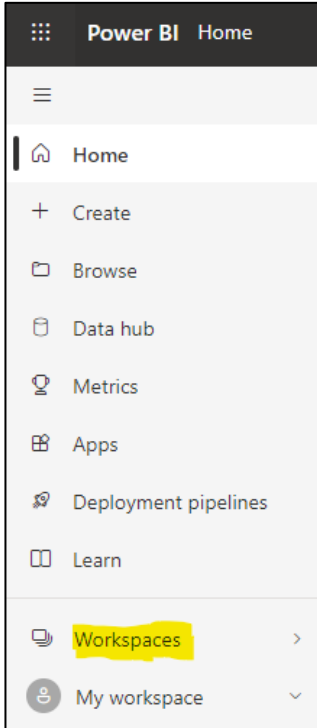 Power BI Home
Home
Create
Browse
Data hub
Metrics
Apps
Deployment pipelines
Learn
Workspaces
My workspace